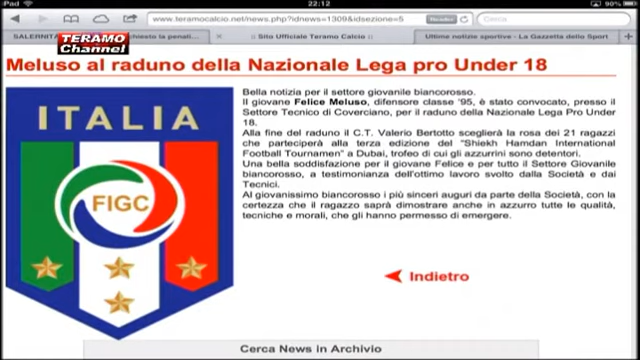 iPad
22:12
90%
www.teramocalcio.net/news.php?idnews=1309&idsezione=5
Reader
Cerca
SALERNITA
chiesto la penali...
:: Sito Ufficiale Teramo Calcio ::
Ultime notizie sportive - La Gazzetta dello Sport
TERAMO
Channel
Meluso al raduno della Nazionale Lega pro Under 18
ITALIA
FIGC
Bella notizia per il settore giovanile biancorosso.
Il giovane Felice Meluso, difensore classe '95, è stato convocato, presso il
Settore Tecnico di Coverciano, per il raduno della Nazionale Lega Pro Under
18.
Alla fine del raduno il C.T. Valerio Bertotto sceglierà la rosa dei 21 ragazzi
che parteciperà alla terza edizione del "Shiekh Hamdan International
Football Tournamen" a Dubai, trofeo di cui gli azzurrini sono detentori.
Una bella soddisfazione per il giovane Felice e per tutto il Settore Giovanile
biancorosso, a testimonianza dell'ottimo lavoro svolto dalla Società e dai
Tecnici.
Al giovanissimo biancorosso i più sinceri auguri da parte della Società, con la
certezza che il ragazzo saprà dimostrare anche in azzurro tutte le qualità,
tecniche e morali, che gli hanno permesso di emergere.
Indietro
Cerca News in Archivio